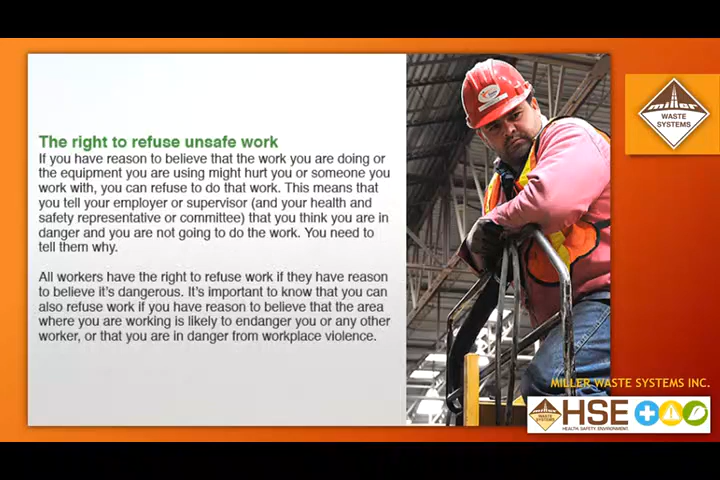 The right to refuse unsafe work
If you have reason to believe that the work you are doing or
the equipment you are using might hurt you or someone you
work with, you can refuse to do that work. This means that
you tell your employer or supervisor (and your health and
safety representative or committee) that you think you are in
danger and you are not going to do the work. You need to
tell them why.
All workers have the right to refuse work if they have reason
to believe it's dangerous. It's important to know that you can
also refuse work if you have reason to believe that the area
where you are working is likely to endanger you or any other
worker, or that you are in danger from workplace violence.
miller
WASTE
SYSTEMS
MILLER WASTE SYSTEMS INC.
WASTE
SYSTEMS
HSE
HEALTH. SAFETY. ENVIRONMENT.